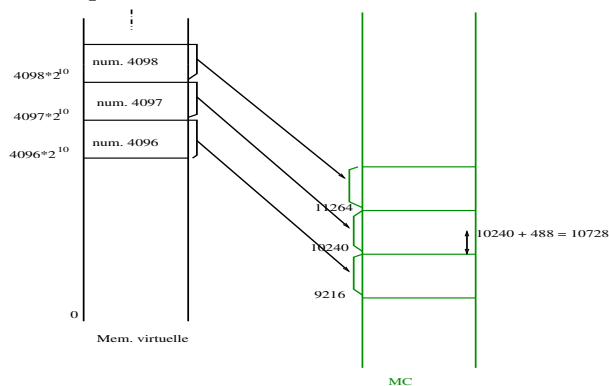 num. 4098
4098*2^10
num. 4097
4097*2^10
num. 4096
4096*2^10
11264
10240 + 488 = 10728
10240
9216
0
Mem. virtuelle
MC